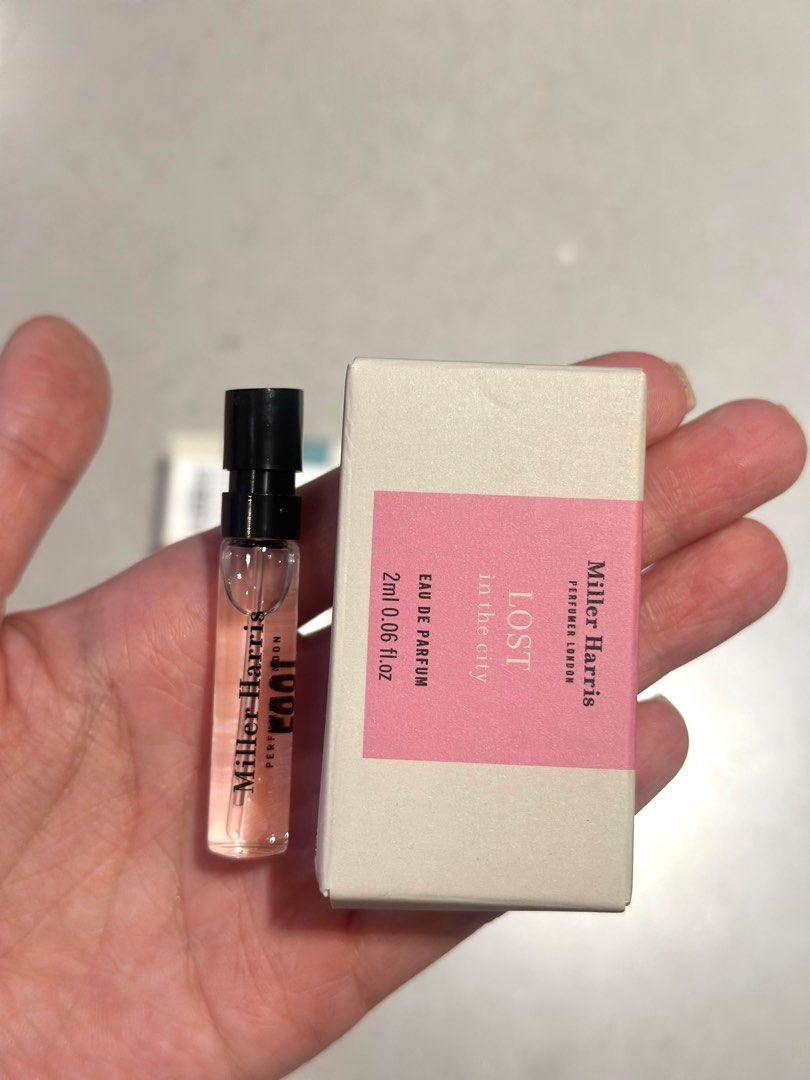 Miller Harris
PERFUMER LONDON
LOST
in the city
EAU DE PARFUM
2ml 0.06 fl.oz
Miller Harris